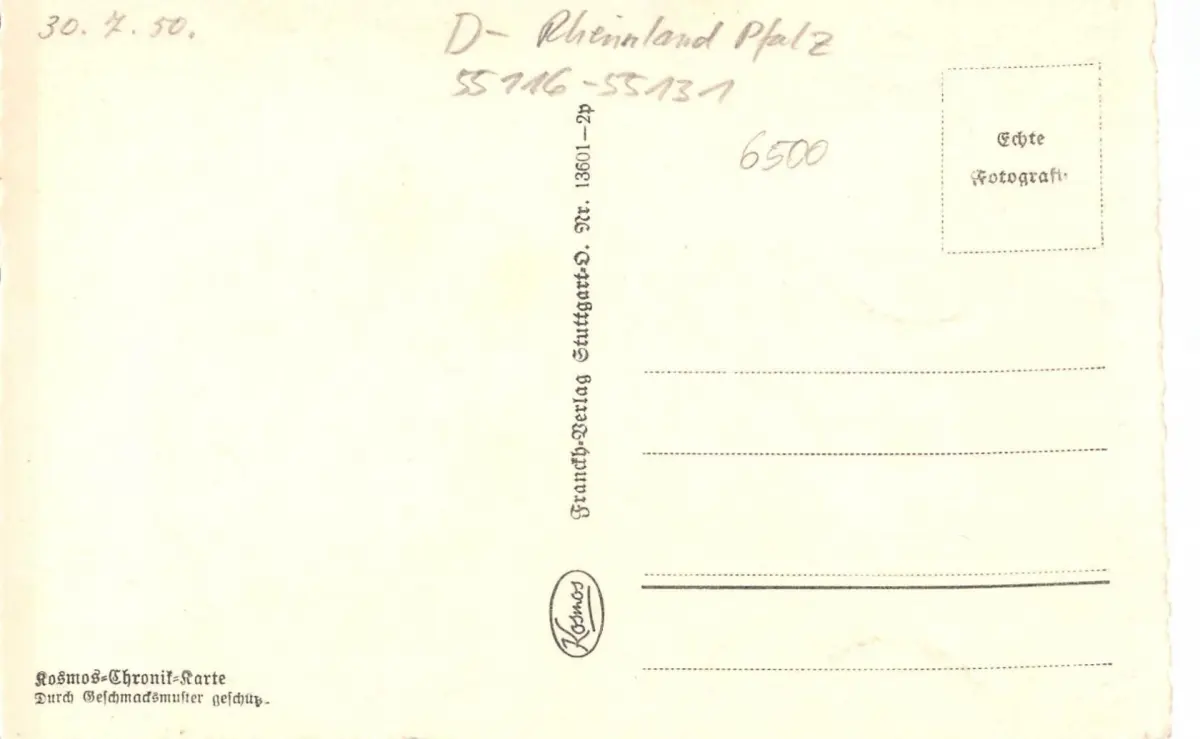 30. 7. 50.
D- Rheinland Pfalz
55116-55131
6500
Echte
Fotografie
Franckh-Verlag Stuttgart-O. Nr. 13601-2p
Kosmos
Kosmos-Chronik-Karte
Durch Geschmacksmuster geschütz.